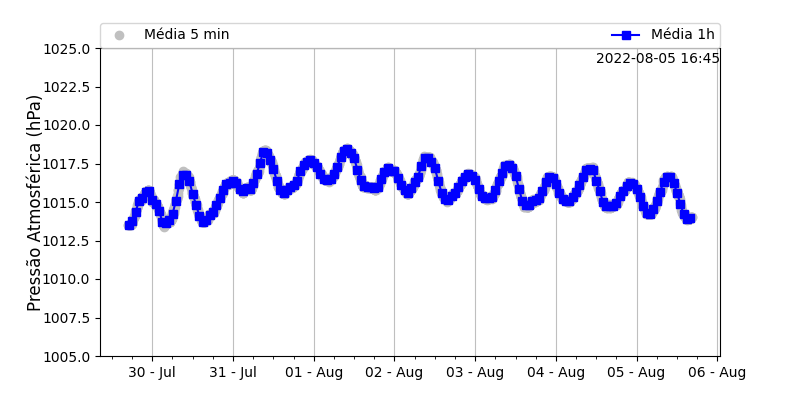 Média 5 min
Média 1h
2022-08-05 16:45
Pressão Atmosférica (hPa)
1025.0
1022.5
1020.0
1017.5
1015.0
1012.5
1010.0
1007.5
1005.0
30 - Jul
31 - Jul
01 - Aug
02 - Aug
03 - Aug
04 - Aug
05 - Aug
06 - Aug